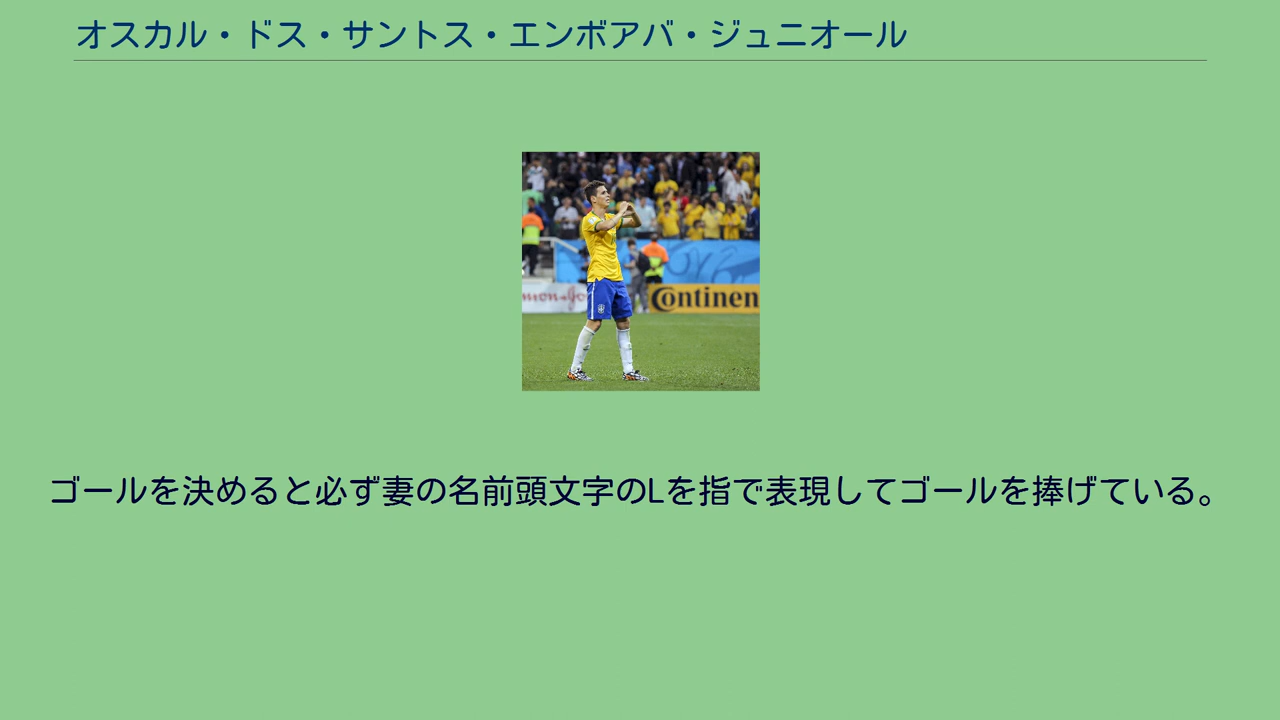 オスカル・ドス・サントス・エンボアバ・ジュニオール
Continen
ゴールを決めると必ず妻の名前頭文字のLを指で表現してゴールを捧げている。